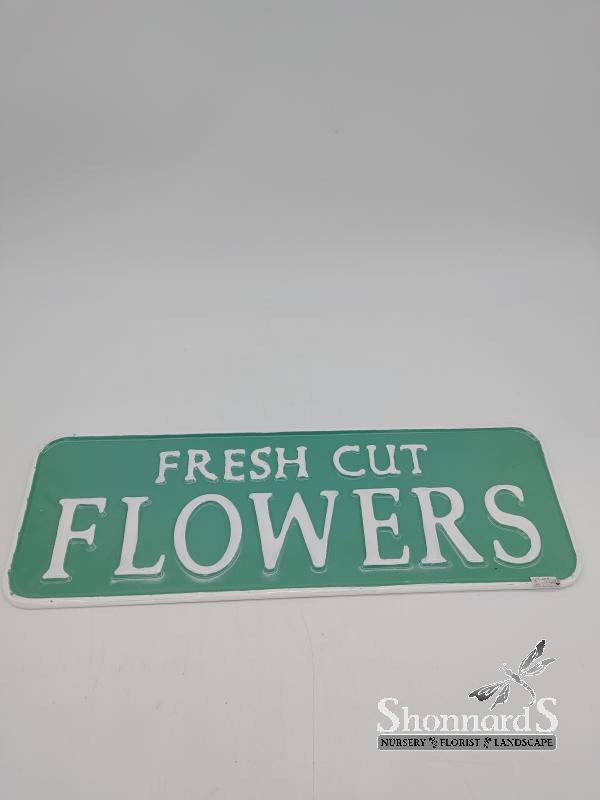 FRESH CUT
FLOWERS
ShonnardS
NURSERY FLORIST LANDSCAPE